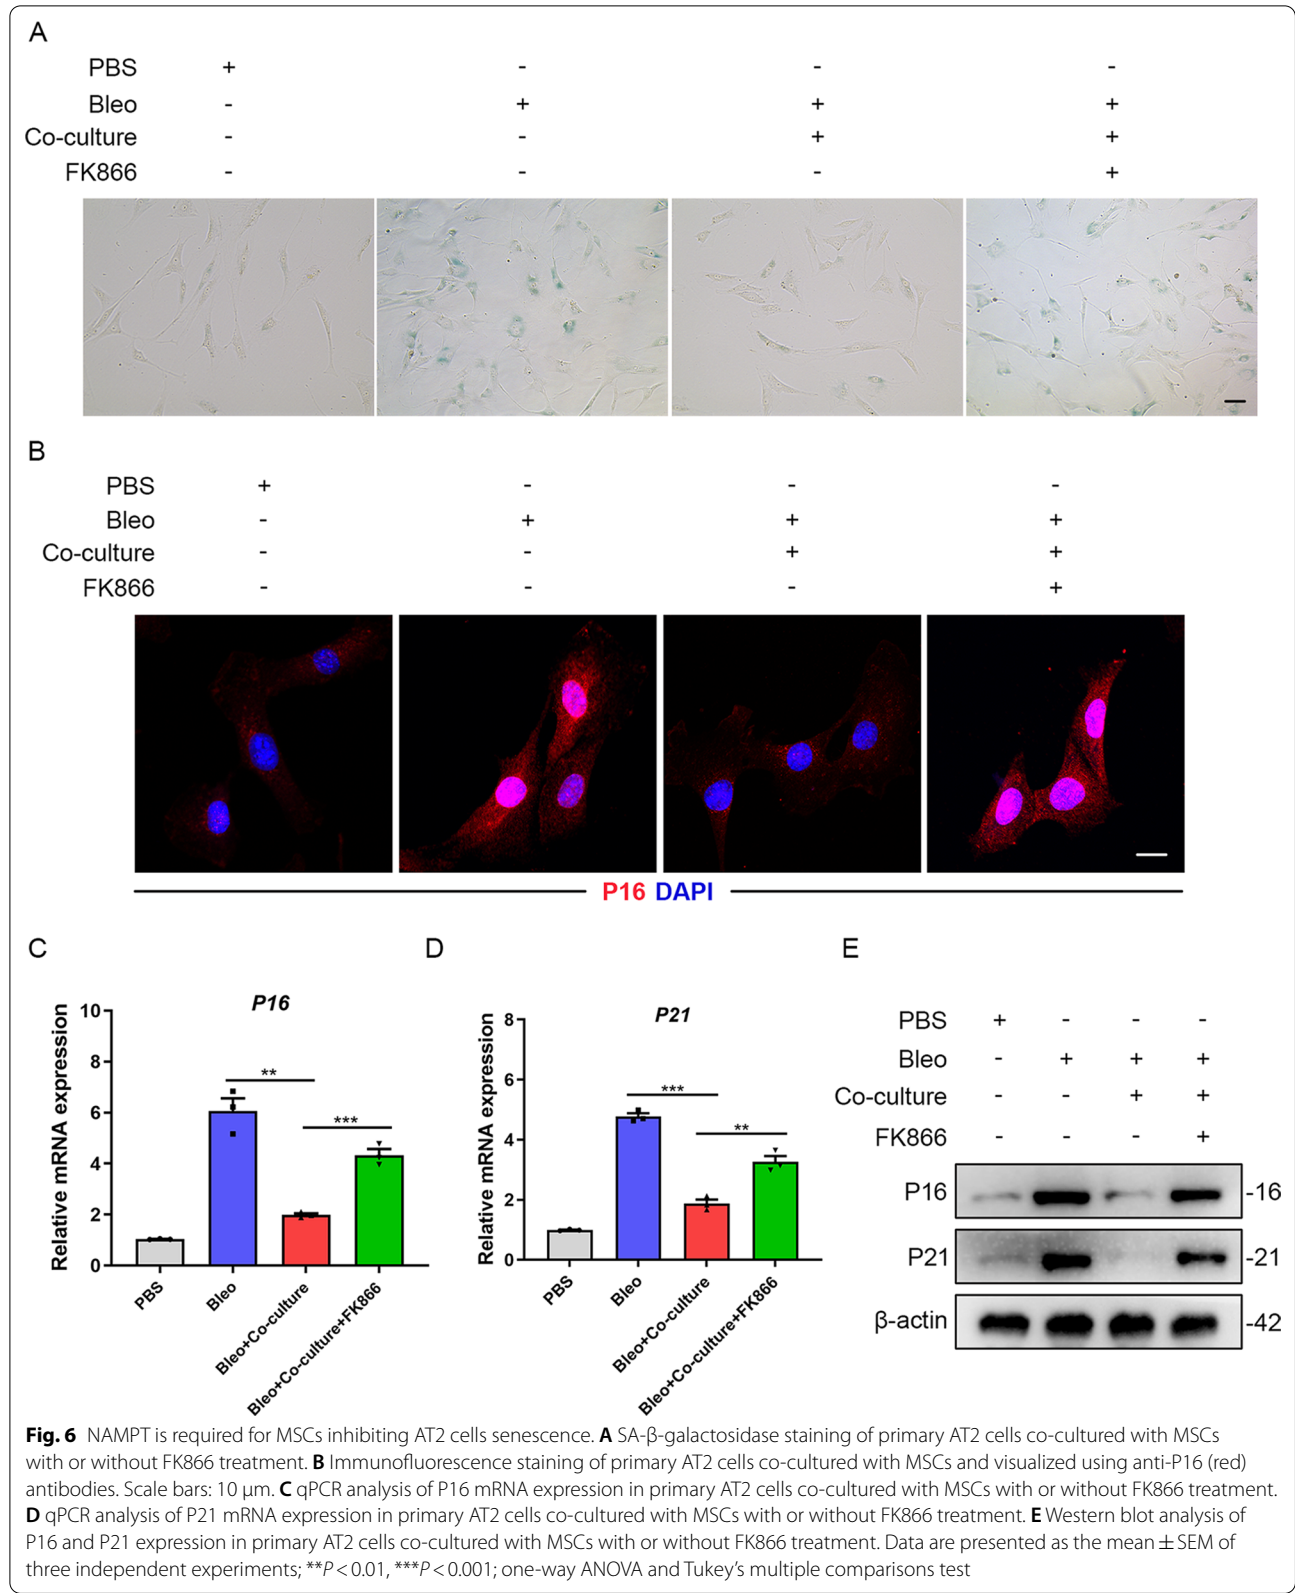 A
PBS + - - -
Bleo - + + +
Co-culture - - + +
FK866 - - - +
B
PBS + - - -
Bleo - + + +
Co-culture - - + +
FK866 - - - +
P16 DAPI
C
P16
Relative mRNA expression
10
8
6
4
2
0
**
***
PBS
Bleo
Bleo+Co-culture
Bleo+Co-culture+FK866
D
P21
Relative mRNA expression
8
6
4
2
0
***
**
PBS
Bleo
Bleo+Co-culture
Bleo+Co-culture+FK866
E
PBS + - - -
Bleo - + + +
Co-culture - - + +
FK866 - - - +
P16 -16
P21 -21
β-actin -42
Fig. 6 NAMPT is required for MSCs inhibiting AT2 cells senescence. A SA-β-galactosidase staining of primary AT2 cells co-cultured with MSCs
with or without FK866 treatment. B Immunofluorescence staining of primary AT2 cells co-cultured with MSCs and visualized using anti-P16 (red)
antibodies. Scale bars: 10 μm. C qPCR analysis of P16 mRNA expression in primary AT2 cells co-cultured with MSCs with or without FK866 treatment.
D qPCR analysis of P21 mRNA expression in primary AT2 cells co-cultured with MSCs with or without FK866 treatment. E Western blot analysis of
P16 and P21 expression in primary AT2 cells co-cultured with MSCs with or without FK866 treatment. Data are presented as the mean ± SEM of
three independent experiments; **P < 0.01, ***P < 0.001; one-way ANOVA and Tukey's multiple comparisons test